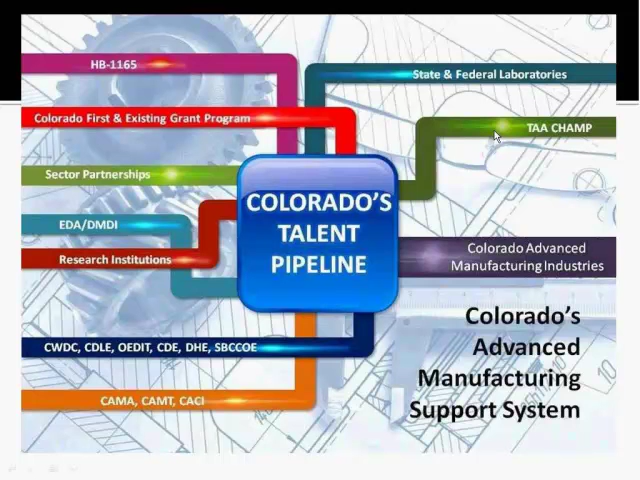 HB-1165
State & Federal Laboratories
Colorado First & Existing Grant Program
TAA CHAMP
Sector Partnerships
COLORADO'S
TALENT
PIPELINE
EDA/DMDI
Research Institutions
Colorado Advanced
Manufacturing Industries
CWDC, CDLE, OEDIT, CDE, DHE, SBCCOE
CAMA, CAMT, CACI
Colorado's
Advanced
Manufacturing
Support System